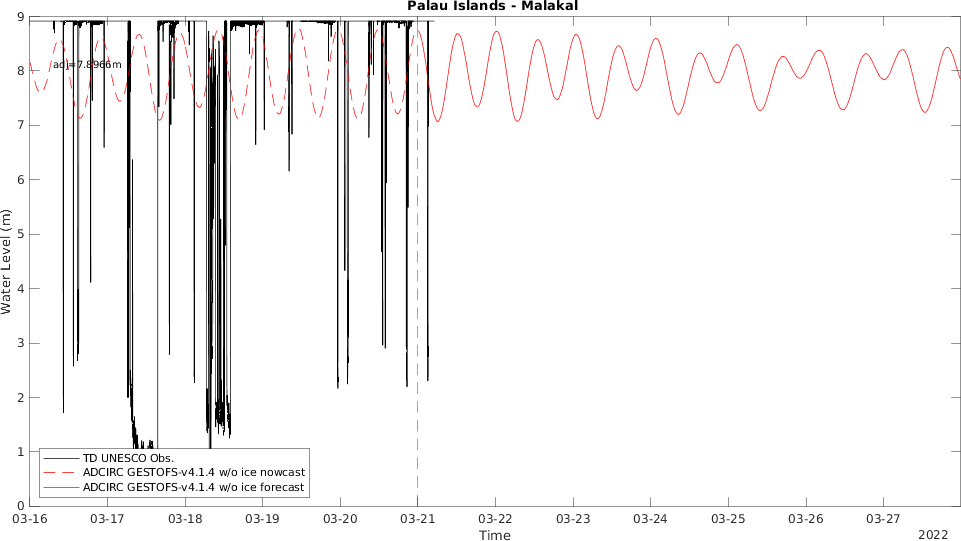 Palau Islands - Malakal
9
8
7
6
5
4
3
2
1
0
Water Level (m)
adj=7.8966m
TD UNESCO Obs.
ADCIRC GESTOFS-v4.1.4 w/o ice nowcast
ADCIRC GESTOFS-v4.1.4 w/o ice forecast
03-16 03-17 03-18 03-19 03-20 03-21 03-22 03-23 03-24 03-25 03-26 03-27
Time
2022